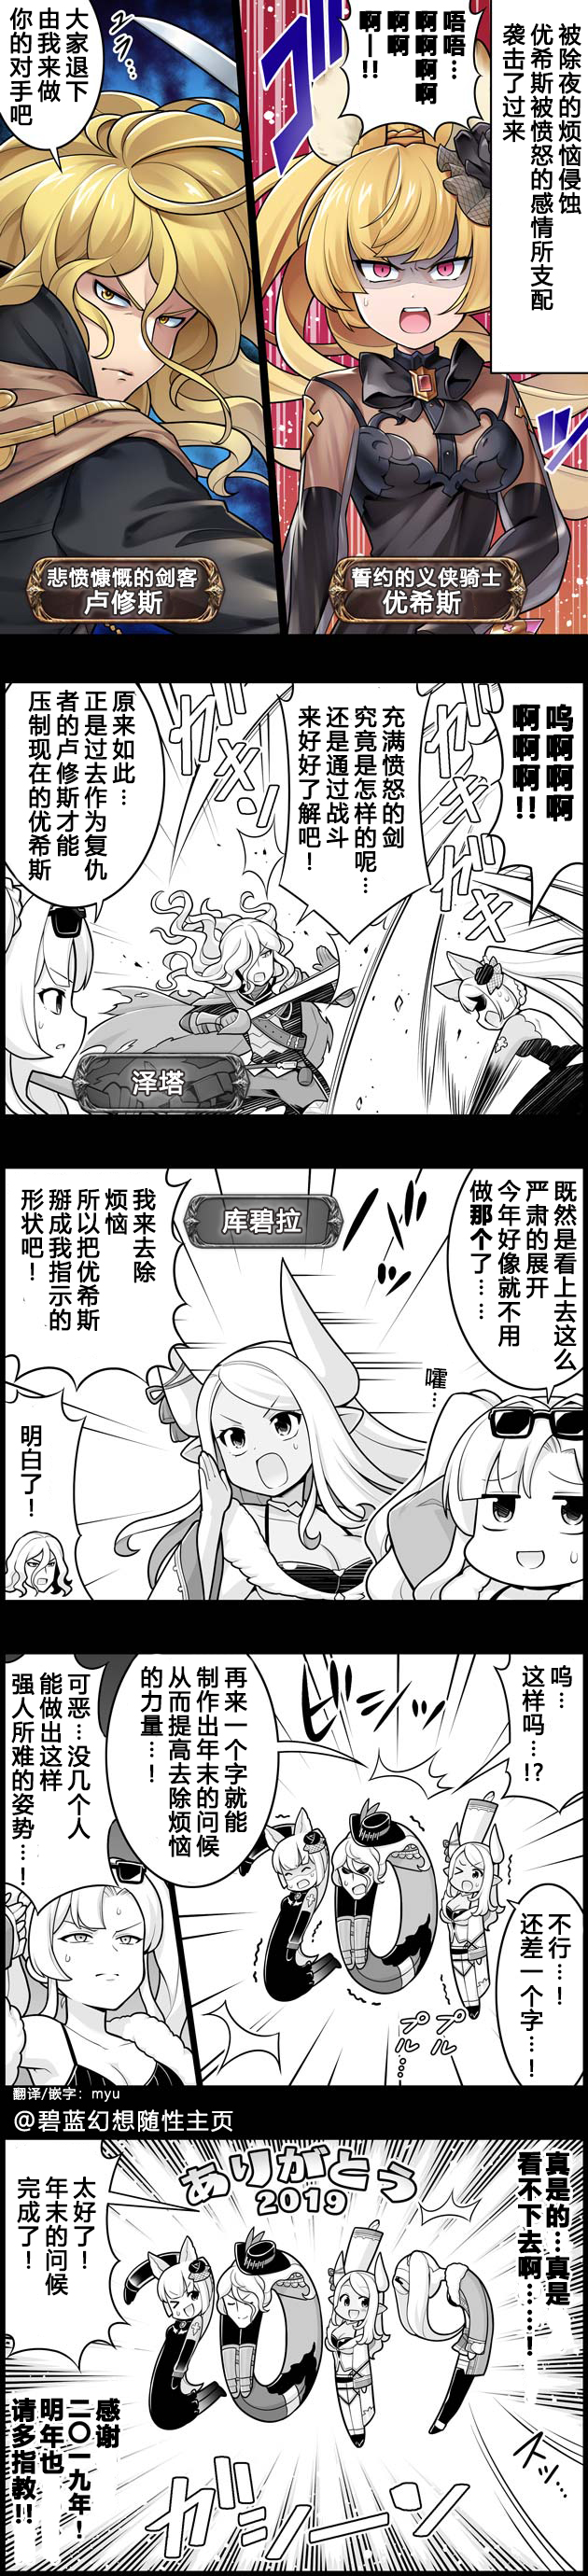 被除夜的烦恼侵蚀
优希斯被愤怒的感情所支配
袭击了过来
唔唔…
啊啊啊啊
啊啊
啊ー!!
大家退下
由我来做
你的对手吧
誓约的义侠骑士
优希斯
悲愤慷慨的剑客
卢修斯
呜啊啊啊
啊啊啊!!
充满愤怒的剑
究竟是怎样的呢…
还是通过战斗
来好好了解吧！
原来如此…
正是过去作为复仇
者的卢修斯才能
压制现在的优希斯
泽塔
既然是看上去这么
严肃的展开
今年好像就不用
做那个了……
嚯…
库碧拉
我来去除
烦恼
所以把优希斯
掰成我指示的
形状吧！
明白了！
呜…
这样吗…!?
不行…！
还差一个字…！
ビシッ
プル
プル…
再来一个字就能
制作出年末的问候
从而提高去除烦恼
的力量…！
可恶…没几个人
能做出这样
强人所难的姿势…！
翻译/嵌字：myu
@碧蓝幻想随性主页
真是的…真是
看不下去啊……！
ありがとう
2019
太好了！
年末的问候
完成了！
感谢
二〇一九年！
明年也
请多指教!!
ガシーン